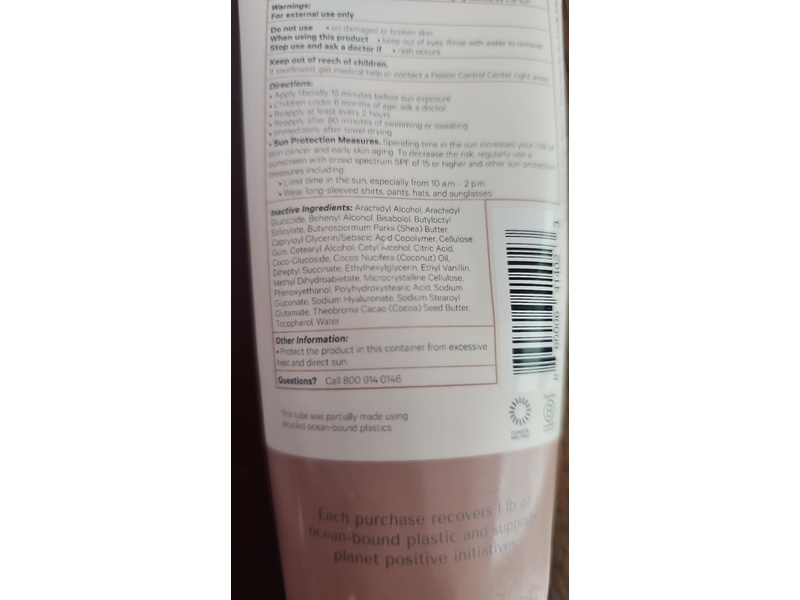 Warnings:
For external use only
Do not use • on damaged or broken skin
When using this product • keep out of eyes. Rinse with water to remove
Stop use and ask a doctor if • rash occurs
Keep out of reach of children.
If swallowed, get medical help or contact a Poison Control Center right away.
Directions:
• Apply liberally 15 minutes before sun exposure
• Children under 6 months of age: ask a doctor
• Reapply at least every 2 hours
• Reapply after 80 minutes of swimming or sweating
• Immediately after towel drying
• Sun Protection Measures. Spending time in the sun increases your risk of
skin cancer and early skin aging. To decrease the risk, regularly use a
sunscreen with broad spectrum SPF of 15 or higher and other sun protection
measures including:
• Limit time in the sun, especially from 10 a.m. - 2 p.m.
• Wear long-sleeved shirts, pants, hats, and sunglasses
Inactive Ingredients: Arachidyl Alcohol, Arachidyl
Glucoside, Behenyl Alcohol, Bisabolol, Butyloctyl
Salicylate, Butyrospermum Parkii (Shea) Butter,
Capryloyl Glycerin/Sebacic Acid Copolymer, Cellulose
Gum, Cetearyl Alcohol, Cetyl Alcohol, Citric Acid,
Coco-Glucoside, Cocos Nucifera (Coconut) Oil,
Diheptyl Succinate, Ethylhexylglycerin, Ethyl Vanillin,
Methyl Dihydroabietate, Microcrystalline Cellulose,
Phenoxyethanol, Polyhydroxystearic Acid, Sodium
Gluconate, Sodium Hyaluronate, Sodium Stearoyl
Glutamate, Theobroma Cacao (Cocoa) Seed Butter,
Tocopherol, Water
Other Information:
• Protect the product in this container from excessive
heat and direct sun.
Questions? Call 800 914 0146
This tube was partially made using
recycled ocean-bound plastics
CLIMATE
NEUTRAL
Each purchase recovers 1 lb of
ocean-bound plastic and supports
planet positive initiatives